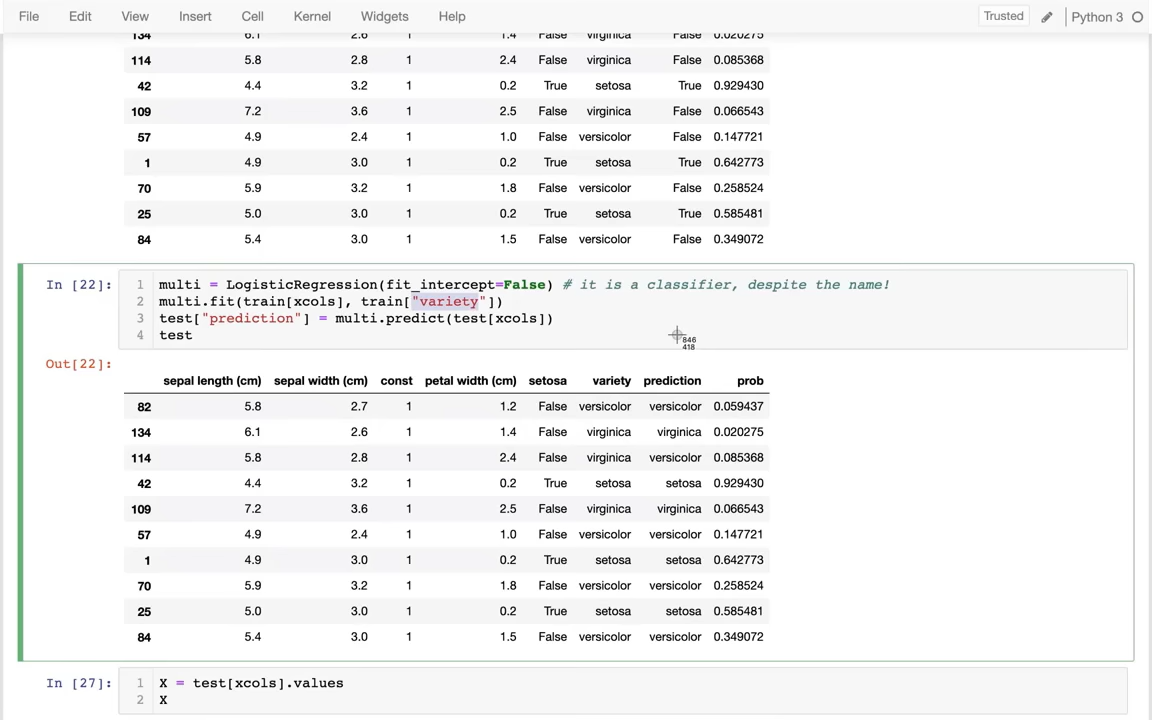 File Edit View Insert Cell Kernel Widgets Help Trusted Python 3
134 6.1 2.6 1 1.4 False virginica False 0.020275
114 5.8 2.8 1 2.4 False virginica False 0.085368
42 4.4 3.2 1 0.2 True setosa True 0.929430
109 7.2 3.6 1 2.5 False virginica False 0.066543
57 4.9 2.4 1 1.0 False versicolor False 0.147721
1 4.9 3.0 1 0.2 True setosa True 0.642773
70 5.9 3.2 1 1.8 False versicolor False 0.258524
25 5.0 3.0 1 0.2 True setosa True 0.585481
84 5.4 3.0 1 1.5 False versicolor False 0.349072
In [22]: 1 multi = LogisticRegression(fit_intercept=False) # it is a classifier, despite the name!
2 multi.fit(train[xcols], train["variety"])
3 test["prediction"] = multi.predict(test[xcols])
4 test
846
418
Out[22]:
sepal length (cm) sepal width (cm) const petal width (cm) setosa variety prediction prob
82 5.8 2.7 1 1.2 False versicolor versicolor 0.059437
134 6.1 2.6 1 1.4 False virginica virginica 0.020275
114 5.8 2.8 1 2.4 False virginica versicolor 0.085368
42 4.4 3.2 1 0.2 True setosa setosa 0.929430
109 7.2 3.6 1 2.5 False virginica virginica 0.066543
57 4.9 2.4 1 1.0 False versicolor versicolor 0.147721
1 4.9 3.0 1 0.2 True setosa setosa 0.642773
70 5.9 3.2 1 1.8 False versicolor versicolor 0.258524
25 5.0 3.0 1 0.2 True setosa setosa 0.585481
84 5.4 3.0 1 1.5 False versicolor versicolor 0.349072
In [27]: 1 X = test[xcols].values
2 X